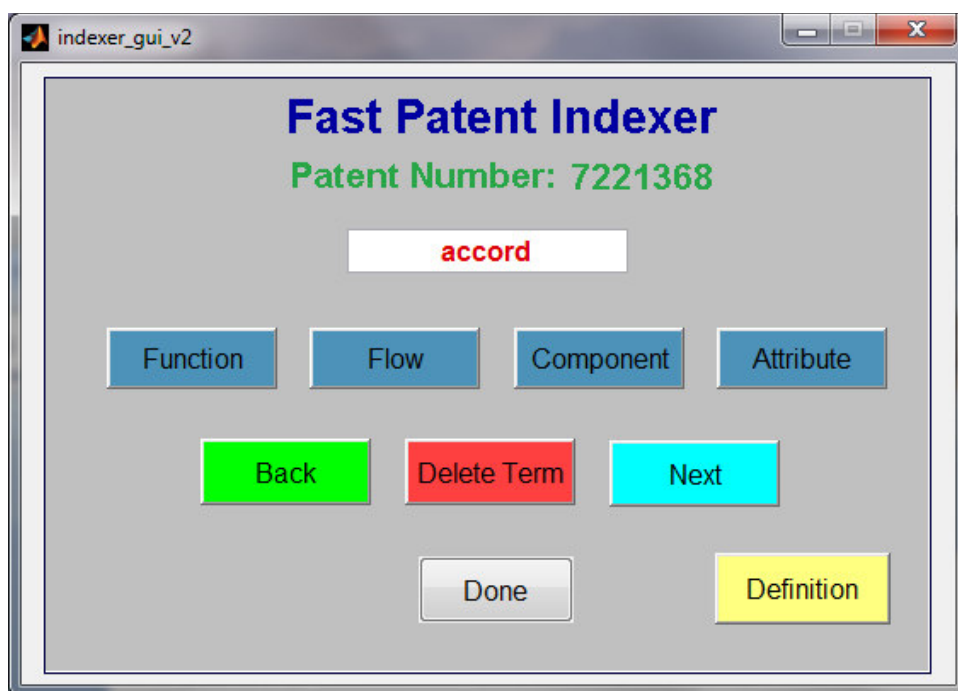 indexer_gui_v2
Fast Patent Indexer
Patent Number: 7221368
accord
Function Flow Component Attribute
Back Delete Term Next
Done Definition